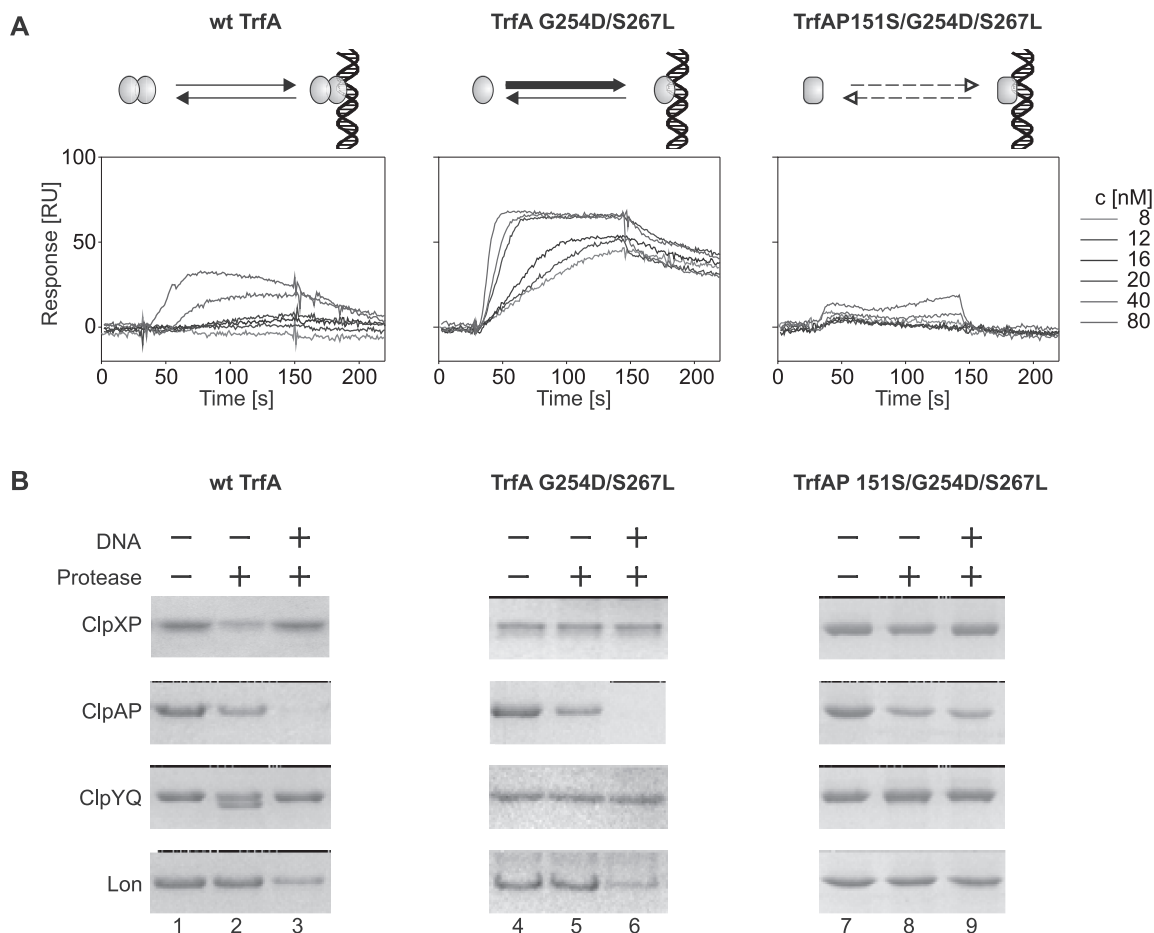 A
wt TrfA
TrfA G254D/S267L
TrfAP151S/G254D/S267L
100
50
0
Response [RU]
0 50 100 150 200
Time [s]
0 50 100 150 200
Time [s]
0 50 100 150 200
Time [s]
c [nM]
8
12
16
20
40
80
B
wt TrfA
TrfA G254D/S267L
TrfAP 151S/G254D/S267L
DNA − − + − − + − − +
Protease − + + − + + − + +
ClpXP
ClpAP
ClpYQ
Lon
1 2 3 4 5 6 7 8 9